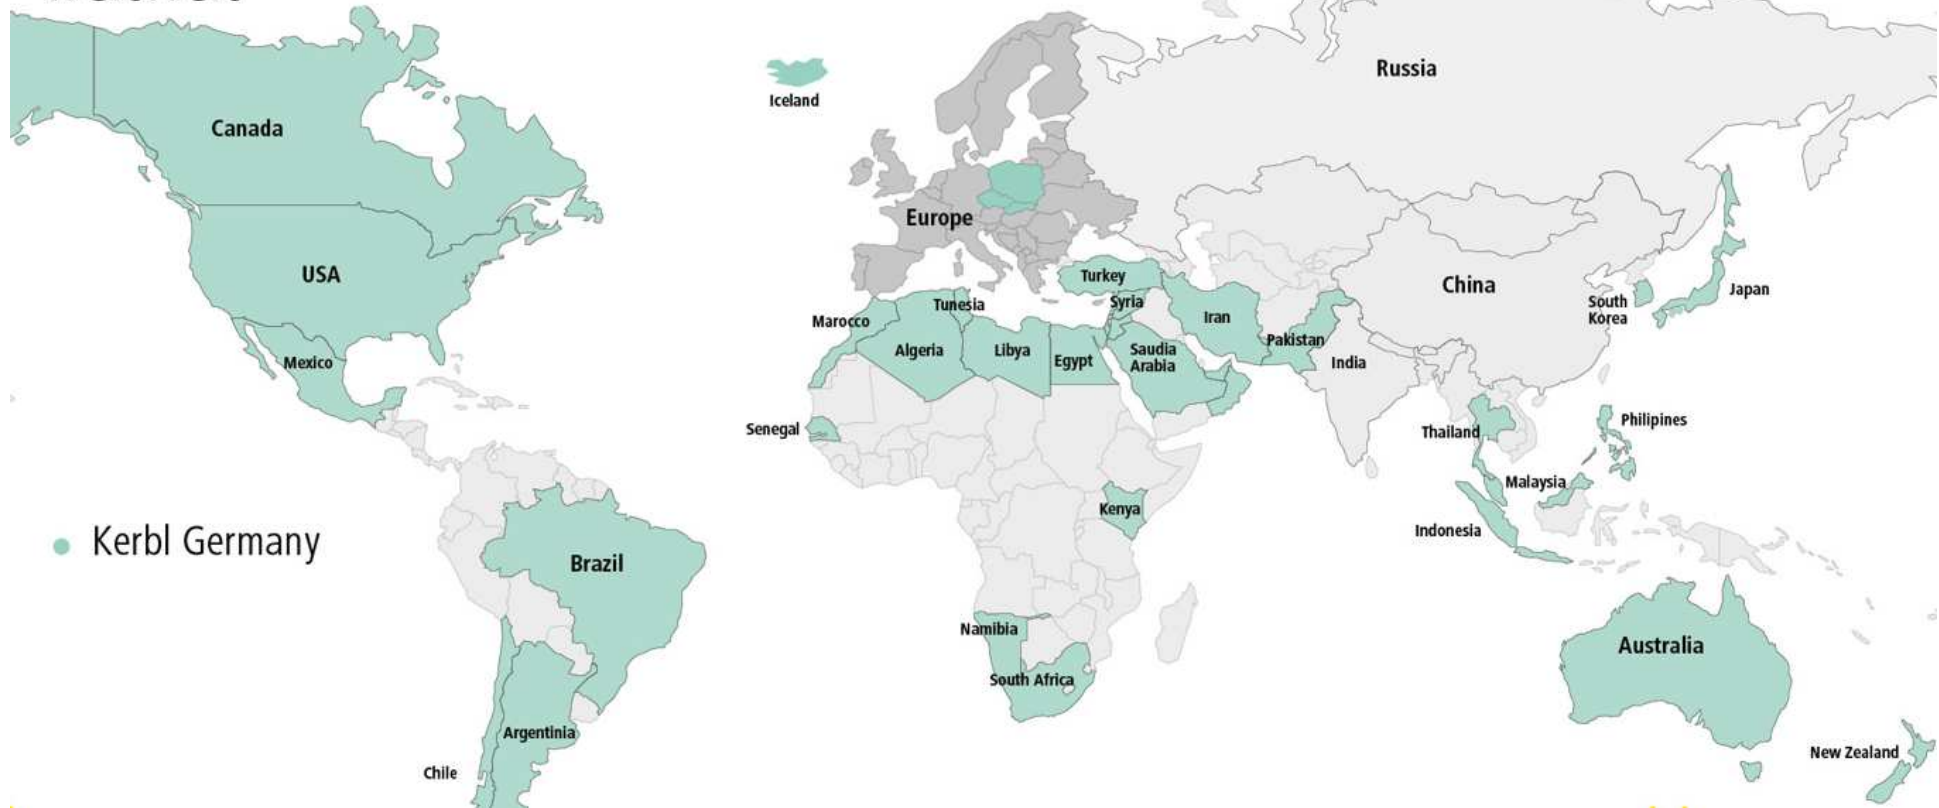 Canada
USA
Mexico
Iceland
Europe
Russia
China
Turkey
Syria
Tunesia
Marocco
Algeria
Libya
Egypt
Saudia
Arabia
Iran
Pakistan
India
South
Korea
Japan
Senegal
Thailand
Philipines
Malaysia
Indonesia
Kenya
Kerbl Germany
Brazil
Namibia
South Africa
Australia
Argentinia
Chile
New Zealand